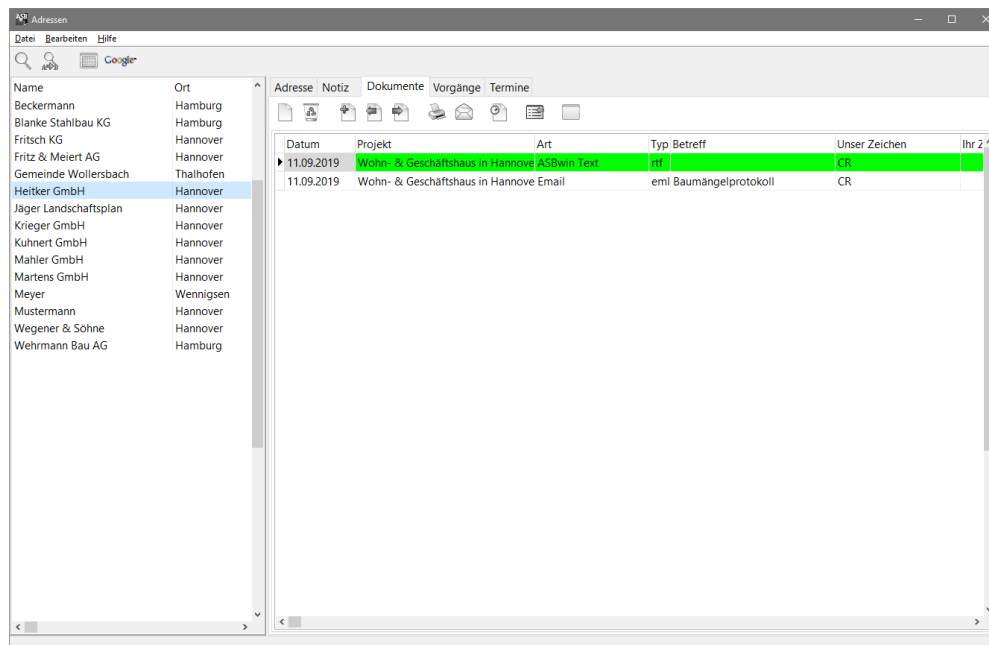 ASB Adressen
Datei Bearbeiten Hilfe
Google
Name Ort
Beckermann Hamburg
Blanke Stahlbau KG Hamburg
Fritsch KG Hannover
Fritz & Meiert AG Hannover
Gemeinde Wollersbach Thalhofen
Heitker GmbH Hannover
Jäger Landschaftsplan Hannover
Krieger GmbH Hannover
Kuhnert GmbH Hannover
Mahler GmbH Hannover
Martens GmbH Hannover
Meyer Wennigsen
Mustermann Hannover
Wegener & Söhne Hannover
Wehrmann Bau AG Hamburg
Adresse Notiz Dokumente Vorgänge Termine
Datum Projekt Art Typ Betreff Unser Zeichen Ihr Z
11.09.2019 Wohn- & Geschäftshaus in Hannove ASBwin Text rtf CR
11.09.2019 Wohn- & Geschäftshaus in Hannove Email eml Baumängelprotokoll CR